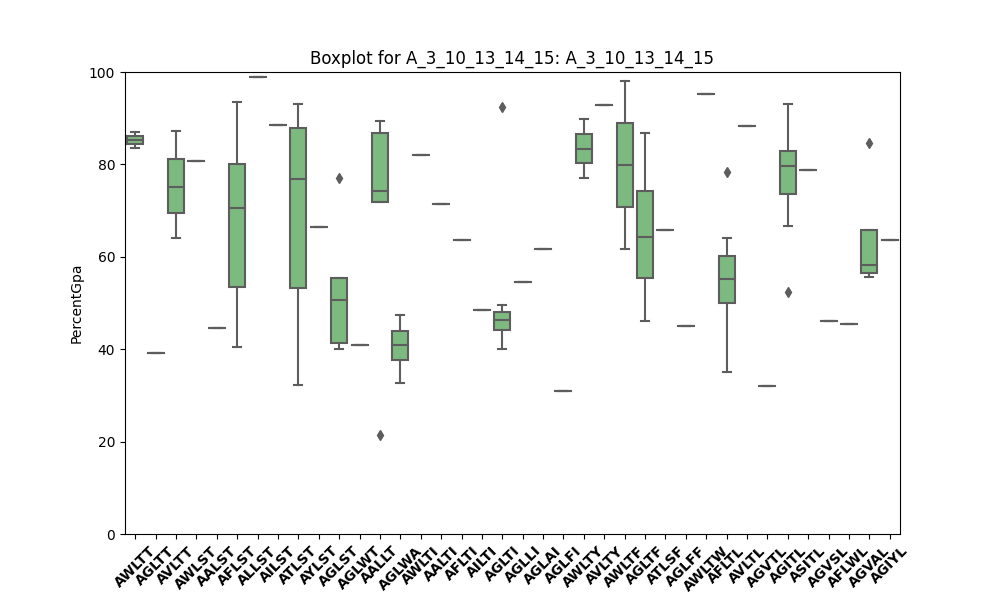 Boxplot for A_3_10_13_14_15: A_3_10_13_14_15
PercentGpa
100
80
60
40
20
0
AWLTT
AGLTT
AVLTT
AWLST
AALST
AFLST
ALLST
AILST
ATLST
AYLST
AGLST
AGLWT
AALLT
AGLWA
AWLTI
AALTI
AFLTI
AILTI
AGLTI
AGLLI
AGLAI
AGLFI
AWLTY
AVLTY
AWLTF
AGLTF
ATLSF
AGLFF
AWLTW
AFLTL
AVLTL
AGVTL
AGITL
ASITL
AGVSL
AFLWL
AGVAL
AGIYL